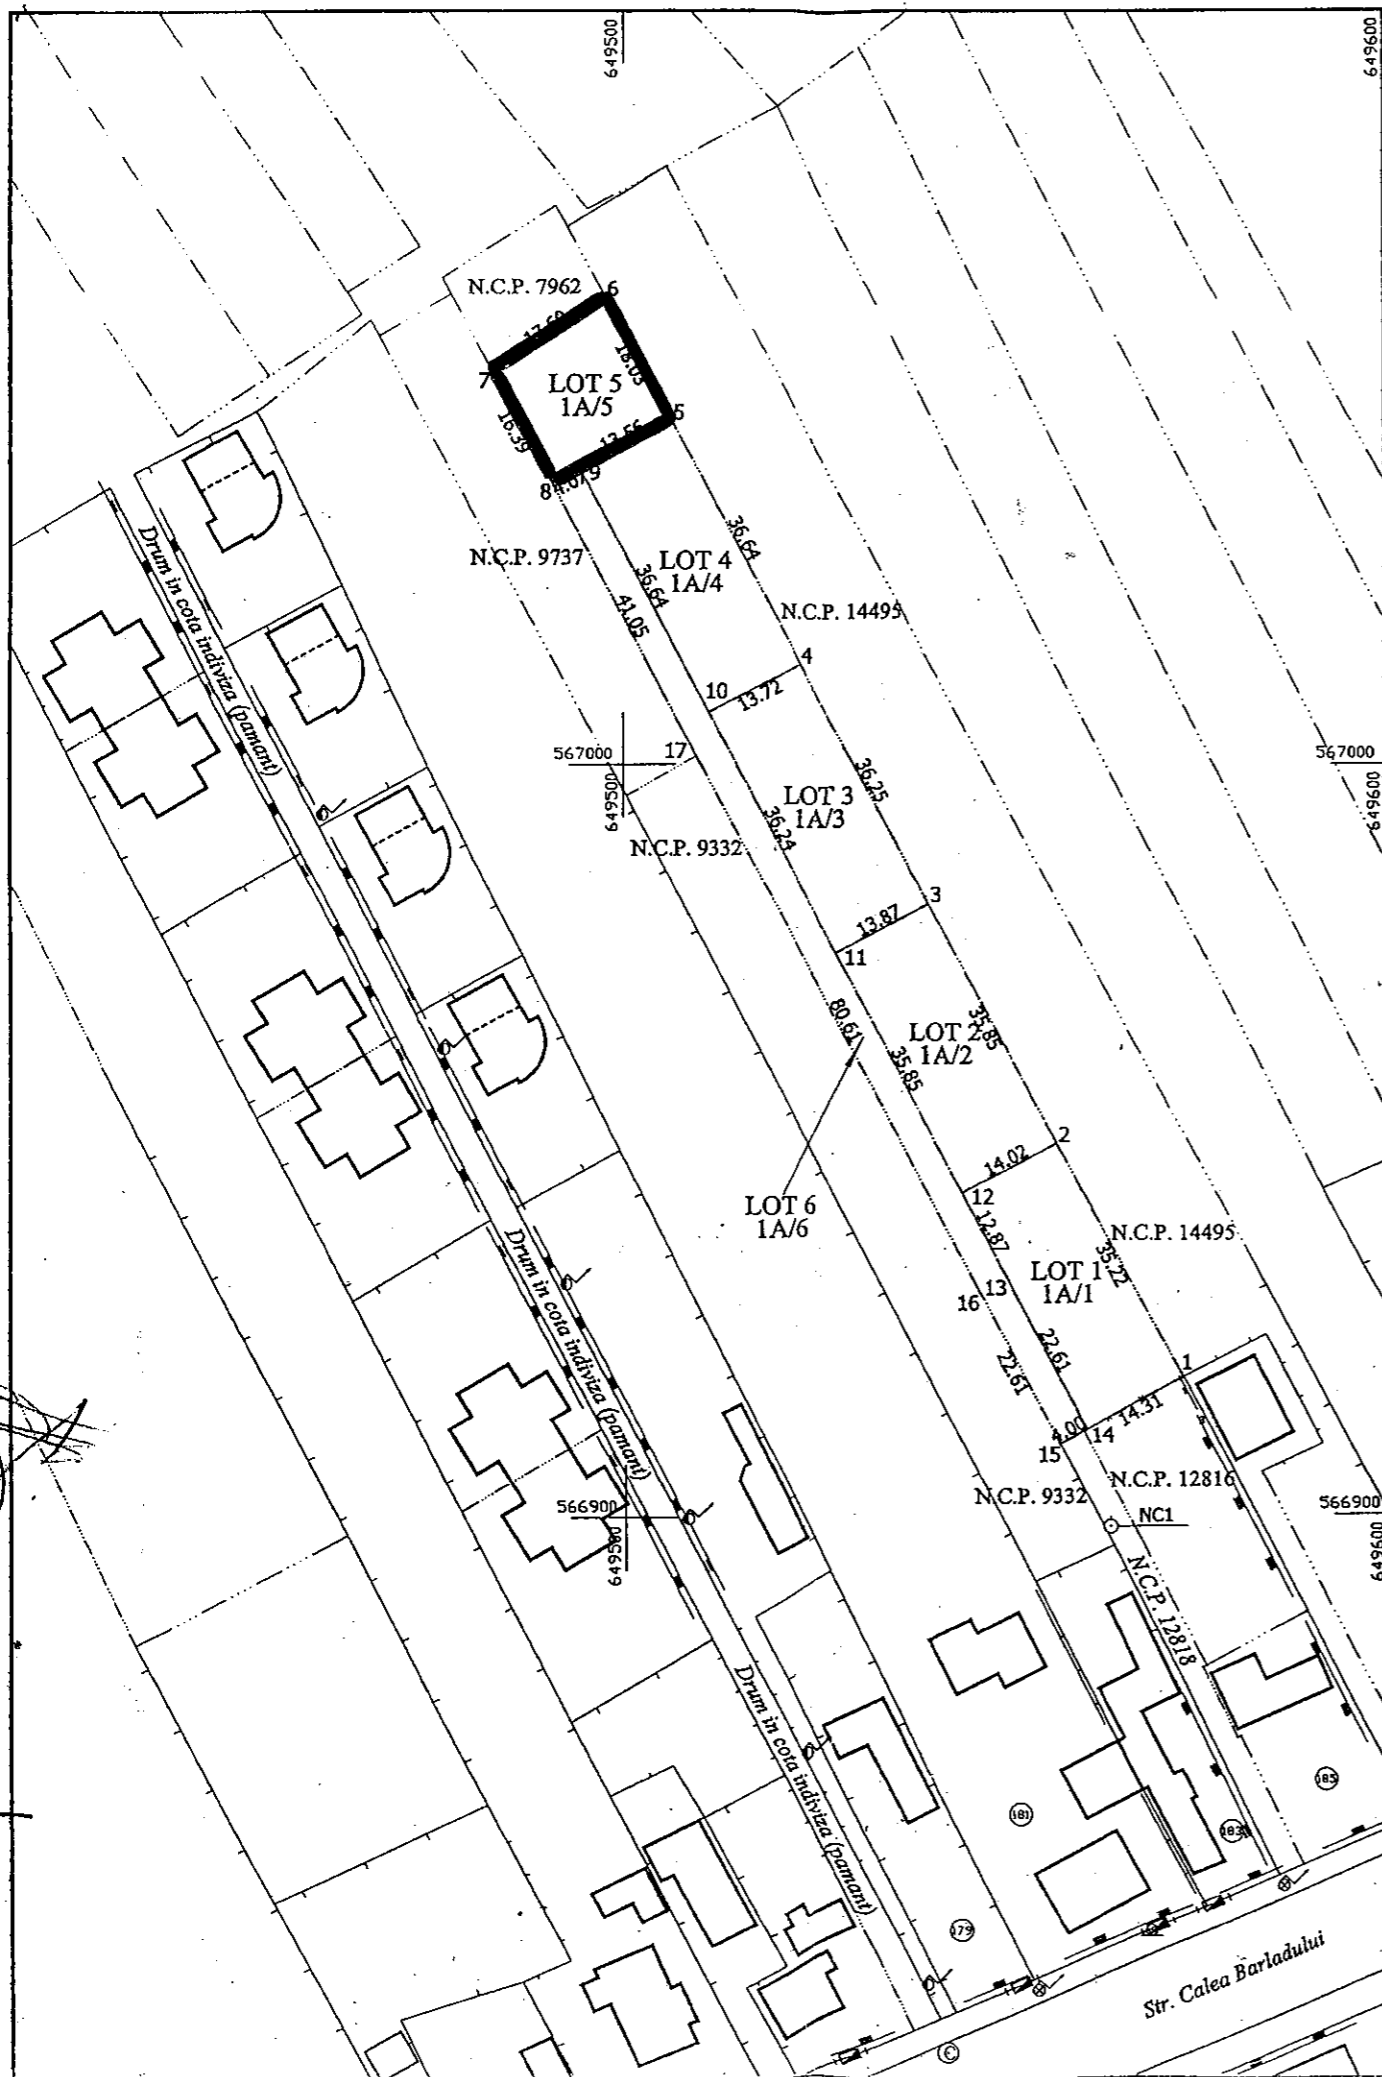 649500
649600
N.C.P. 7962
6
18.03
7
LOT 5
1A/5
5
16.39
8
9
N.C.P. 9737
36.64
LOT 4
1A/4
36.64
41.05
N.C.P. 14495
4
10
13.72
567000
17
567000
649500
649600
36.25
LOT 3
1A/3
36.24
N.C.P. 9332
3
13.87
11
80.61
35.85
LOT 2
1A/2
35.85
2
14.02
12
LOT 6
1A/6
12.87
N.C.P. 14495
35.22
LOT 1
1A/1
13
16
22.61
22.61
1
14.31
4.00
14
15
N.C.P. 12816
N.C.P. 9332
566900
566900
NC1
649500
649600
N.C.P. 12818
Drum in cota indiviza (pamant)
Drum in cota indiviza (pamant)
Drum in cota indiviza (pamant)
185
181
183
179
Str. Calea Barladului
C